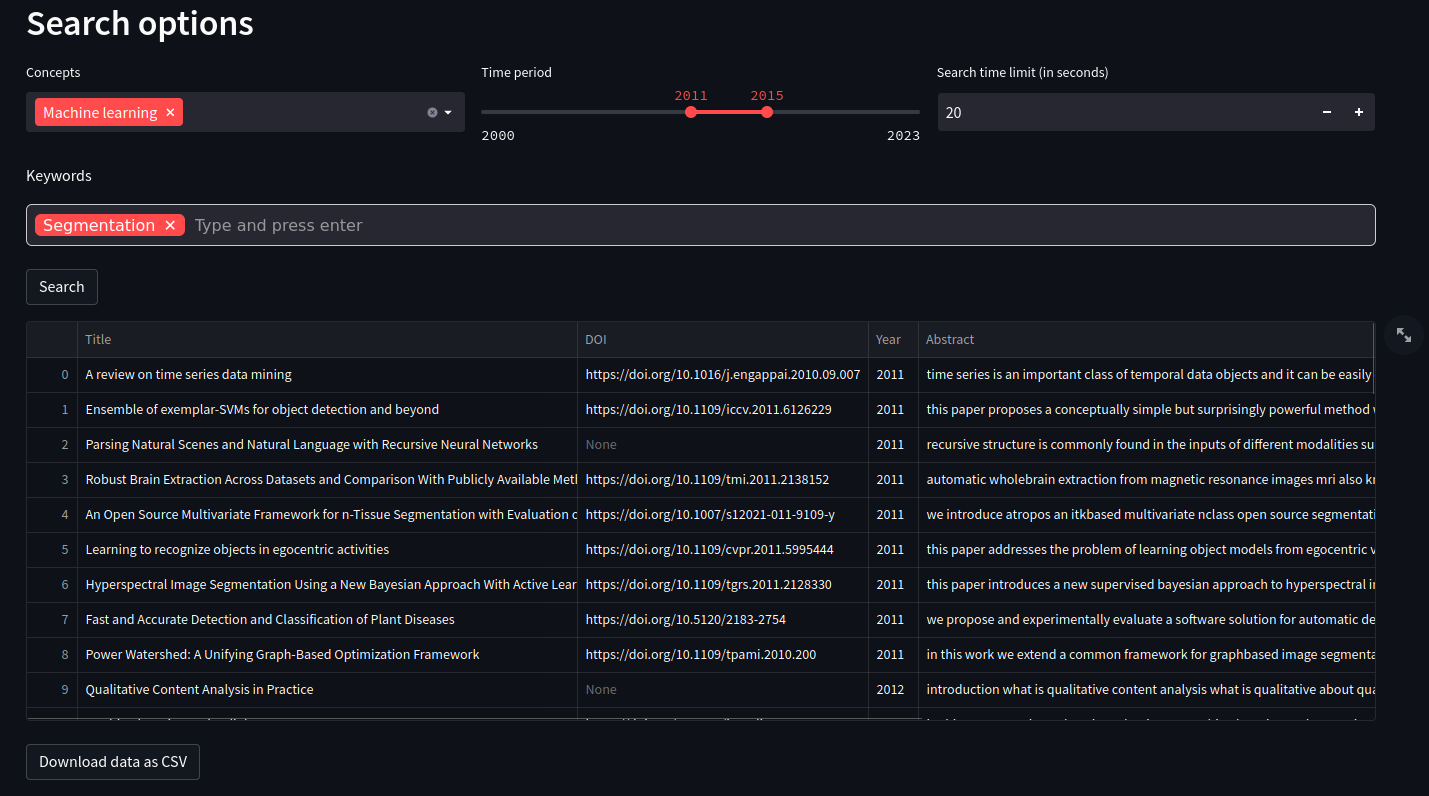 Search options
Concepts
Time period
Search time limit (in seconds)
Machine learning
2011 2015
2000 2023
20
Keywords
Segmentation Type and press enter
Search
Title DOI Year Abstract
0 A review on time series data mining https://doi.org/10.1016/j.engappai.2010.09.007 2011 time series is an important class of temporal data objects and it can be easily
1 Ensemble of exemplar-SVMs for object detection and beyond https://doi.org/10.1109/iccv.2011.6126229 2011 this paper proposes a conceptually simple but surprisingly powerful method
2 Parsing Natural Scenes and Natural Language with Recursive Neural Networks None 2011 recursive structure is commonly found in the inputs of different modalities su
3 Robust Brain Extraction Across Datasets and Comparison With Publicly Available Met https://doi.org/10.1109/tmi.2011.2138152 2011 automatic wholebrain extraction from magnetic resonance images mri also k
4 An Open Source Multivariate Framework for n-Tissue Segmentation with Evaluation https://doi.org/10.1007/s12021-011-9109-y 2011 we introduce atropos an itkbased multivariate nclass open source segmentati
5 Learning to recognize objects in egocentric activities https://doi.org/10.1109/cvpr.2011.5995444 2011 this paper addresses the problem of learning object models from egocentric v
6 Hyperspectral Image Segmentation Using a New Bayesian Approach With Active Lear https://doi.org/10.1109/tgrs.2011.2128330 2011 this paper introduces a new supervised bayesian approach to hyperspectral i
7 Fast and Accurate Detection and Classification of Plant Diseases https://doi.org/10.5120/2183-2754 2011 we propose and experimentally evaluate a software solution for automatic de
8 Power Watershed: A Unifying Graph-Based Optimization Framework https://doi.org/10.1109/tpami.2010.200 2011 in this work we extend a common framework for graphbased image segmenta
9 Qualitative Content Analysis in Practice None 2012 introduction what is qualitative content analysis what is qualitative about qua
Download data as CSV